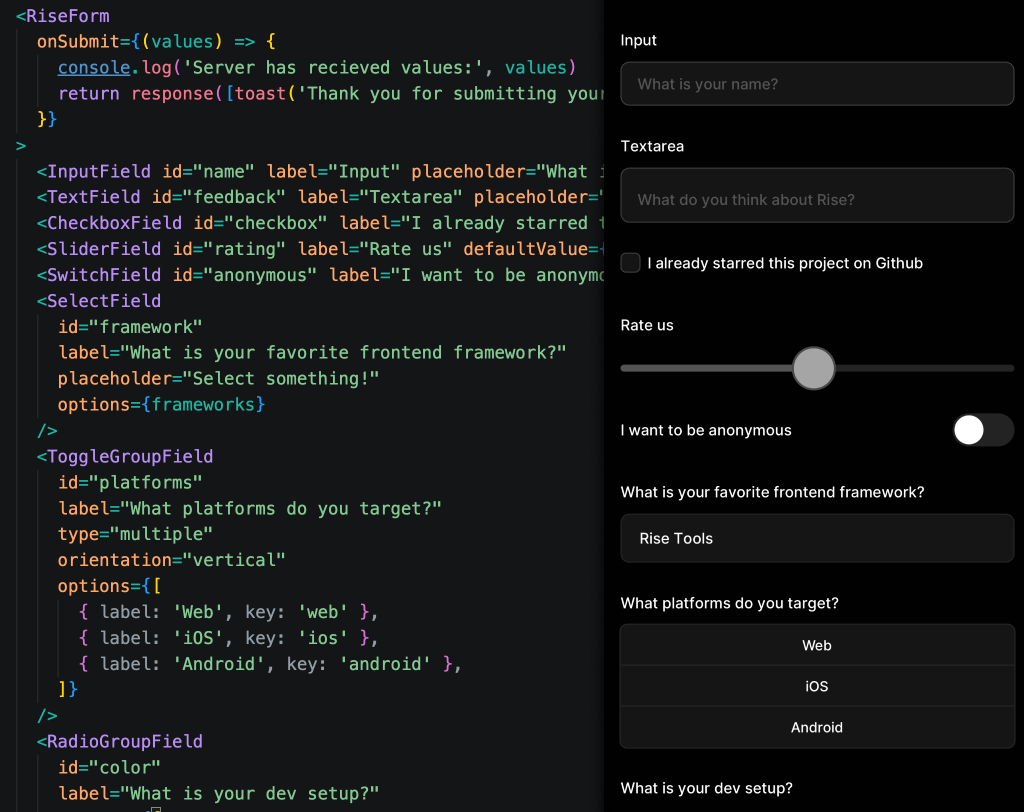 <RiseForm
onSubmit={(values) => {
console.log('Server has recieved values:', values)
return response([toast('Thank you for submitting your
}}
>
<InputField id="name" label="Input" placeholder="What i
<TextField id="feedback" label="Textarea" placeholder="
<CheckboxField id="checkbox" label="I already starred t
<SliderField id="rating" label="Rate us" defaultValue={
<SwitchField id="anonymous" label="I want to be anonymo
<SelectField
id="framework"
label="What is your favorite frontend framework?"
placeholder="Select something!"
options={frameworks}
/>
<ToggleGroupField
id="platforms"
label="What platforms do you target?"
type="multiple"
orientation="vertical"
options={[
{ label: 'Web', key: 'web' },
{ label: 'iOS', key: 'ios' },
{ label: 'Android', key: 'android' },
]}
/>
<RadioGroupField
id="color"
label="What is your dev setup?"
Input
What is your name?
Textarea
What do you think about Rise?
I already starred this project on Github
Rate us
I want to be anonymous
What is your favorite frontend framework?
Rise Tools
What platforms do you target?
Web
iOS
Android
What is your dev setup?